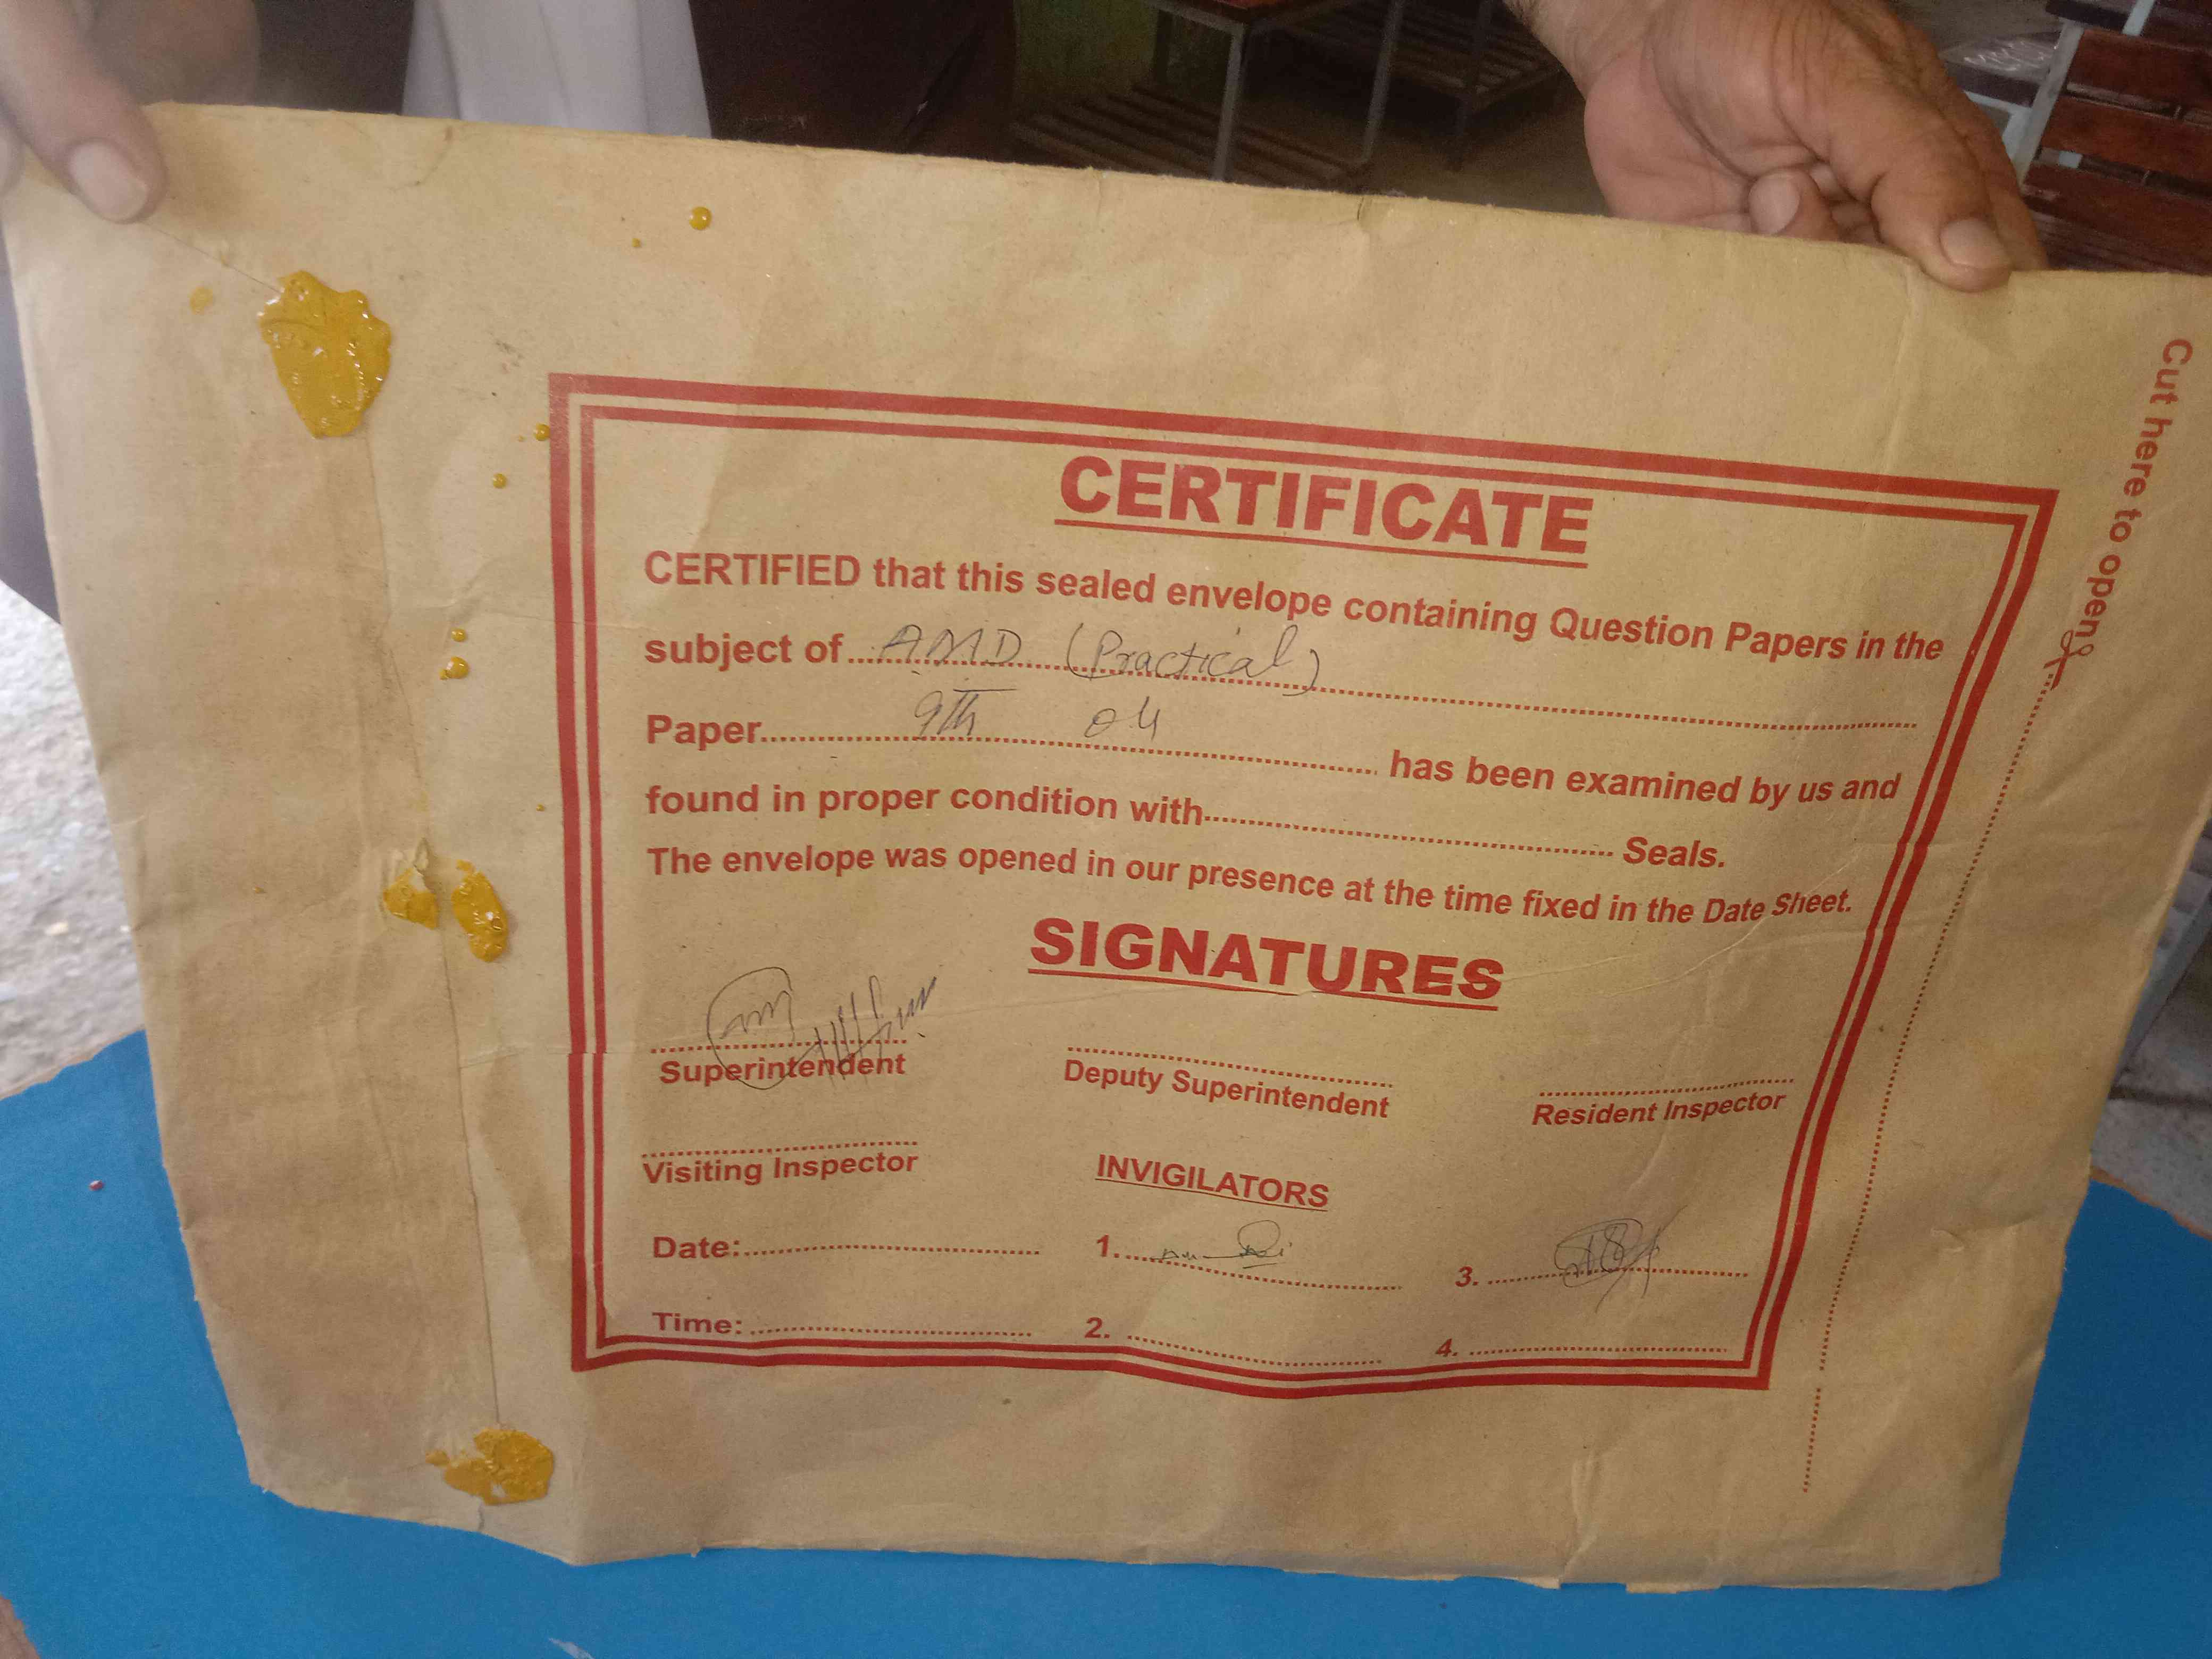 CERTIFICATE
CERTIFIED that this sealed envelope containing Question Papers in the
subject of AMD (Practical)
Paper 9th 04 has been examined by us and
found in proper condition with Seals.
The envelope was opened in our presence at the time fixed in the Date Sheet.
SIGNATURES
Superintendent Deputy Superintendent Resident Inspector
Visiting Inspector INVIGILATORS
Date: 1. 3.
Time: 2. 4.
Cut here to open